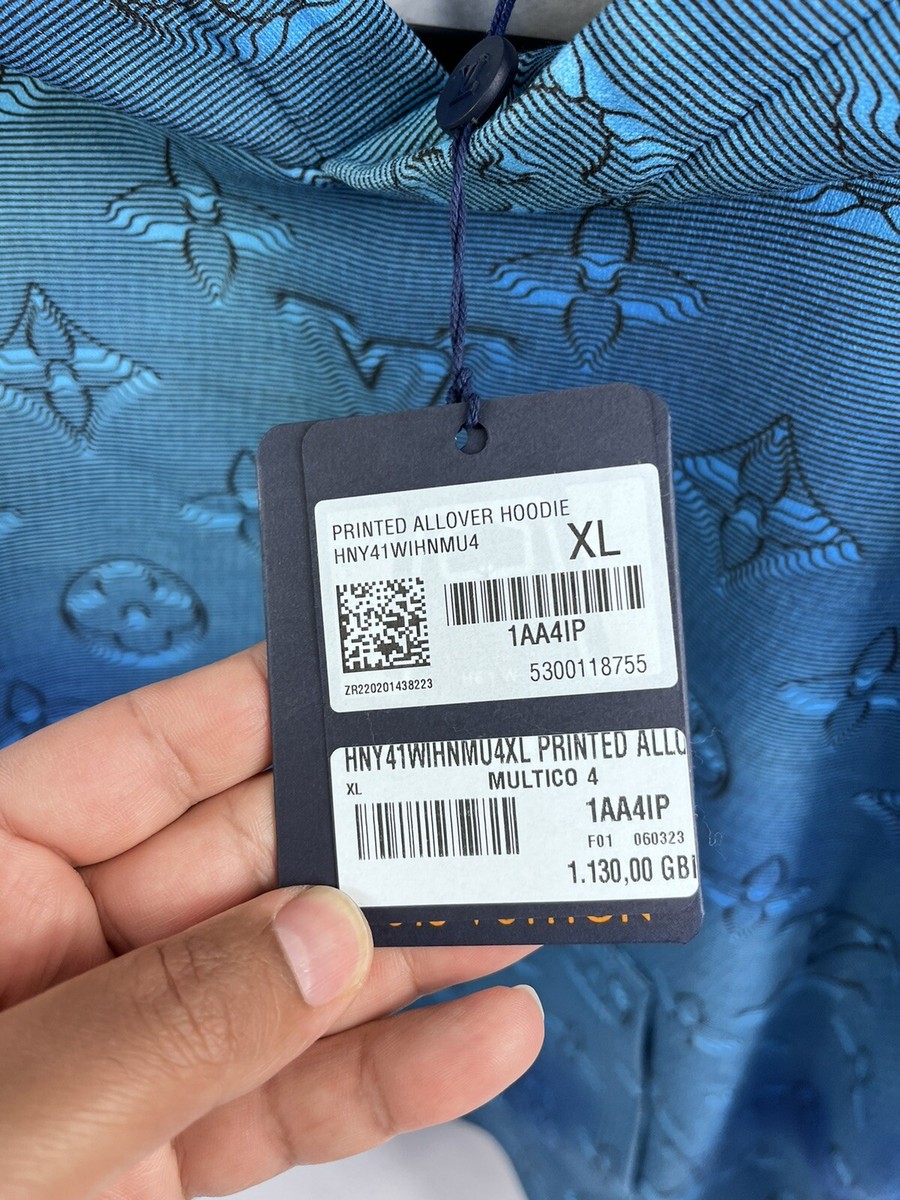 PRINTED ALLOVER HOODIE
HNY41WIHNMU4
XL
1AA4IP
5300118755
ZR220201438223
HNY41WIHNMU4XL PRINTED ALLO
XL
MULTICO 4
1AA4IP
F01 060323
1.130,00 GB